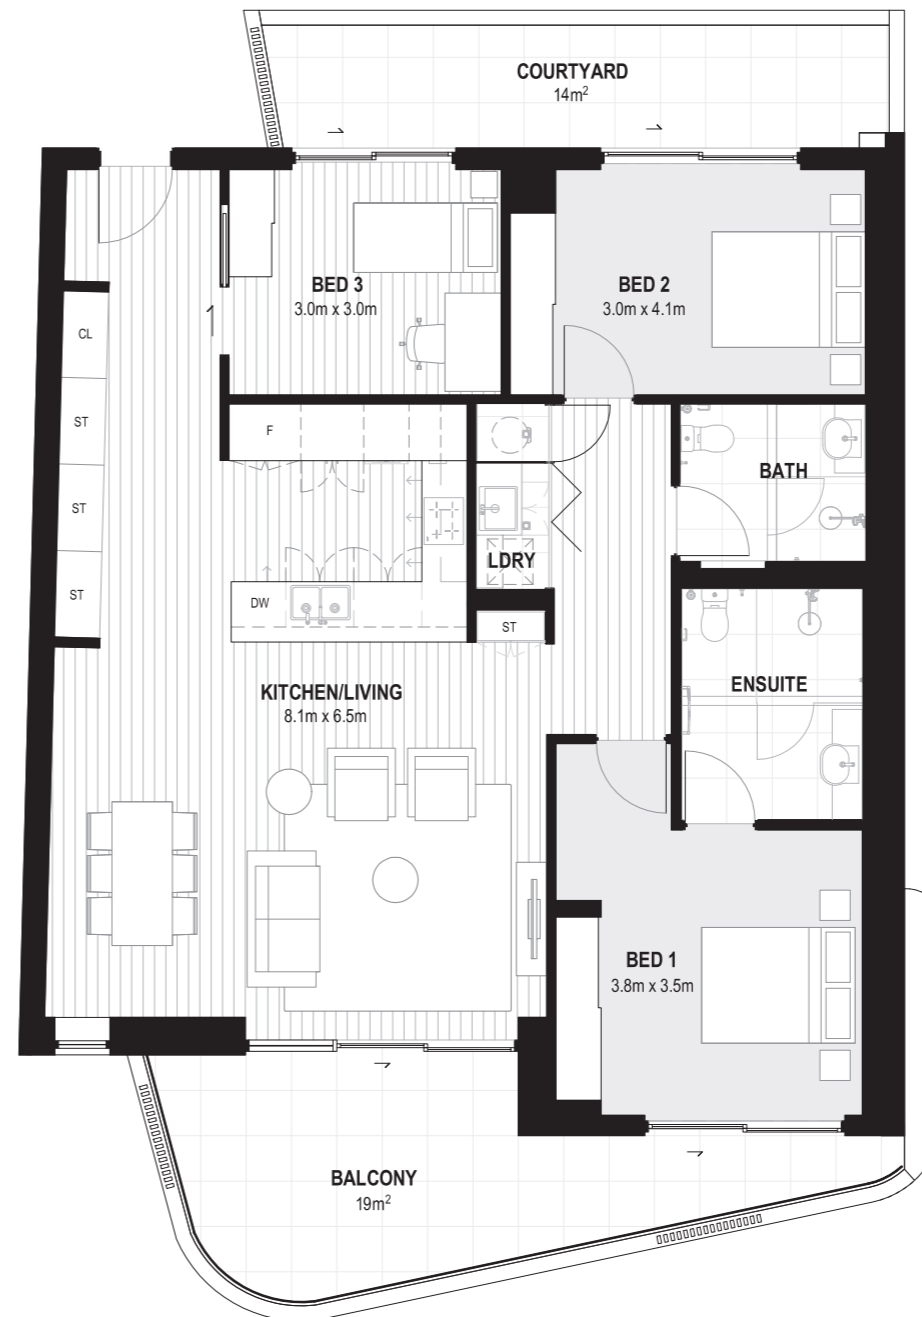 COURTYARD
14m²
BED 3
3.0m x 3.0m
BED 2
3.0m x 4.1m
CL
ST
F
ST
BATH
ST
LDRY
ST
DW
ST
KITCHEN/LIVING
8.1m x 6.5m
ENSUITE
BED 1
3.8m x 3.5m
BALCONY
19m²